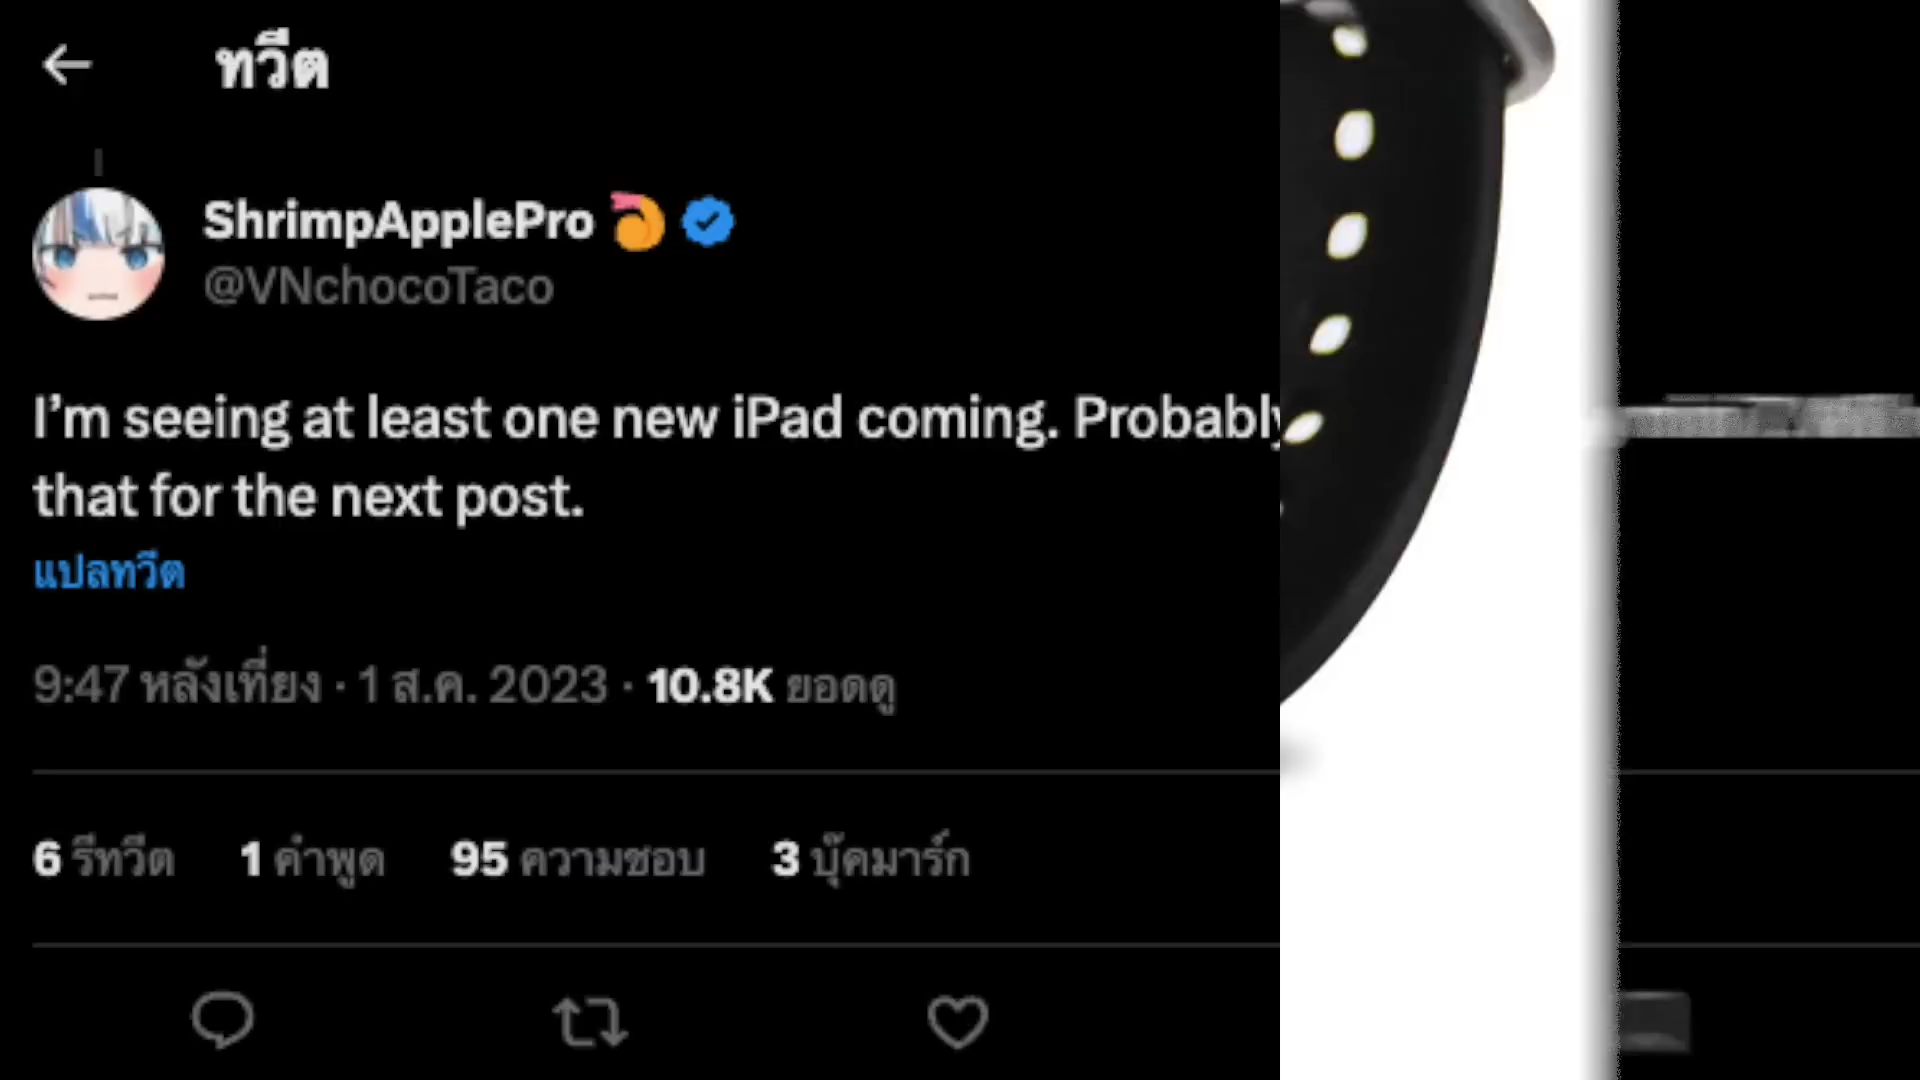 ทวีต
ShrimpApplePro
@VNchocoTaco
I’m seeing at least one new iPad coming. Probably
that for the next post.
แปลทวีต
9:47 หลังเที่ยง · 1 ส.ค. 2023 · 10.8K ยอดดู
6 รีทวีต 1 คำพูด 95 ความชอบ 3 บุ๊คมาร์ก